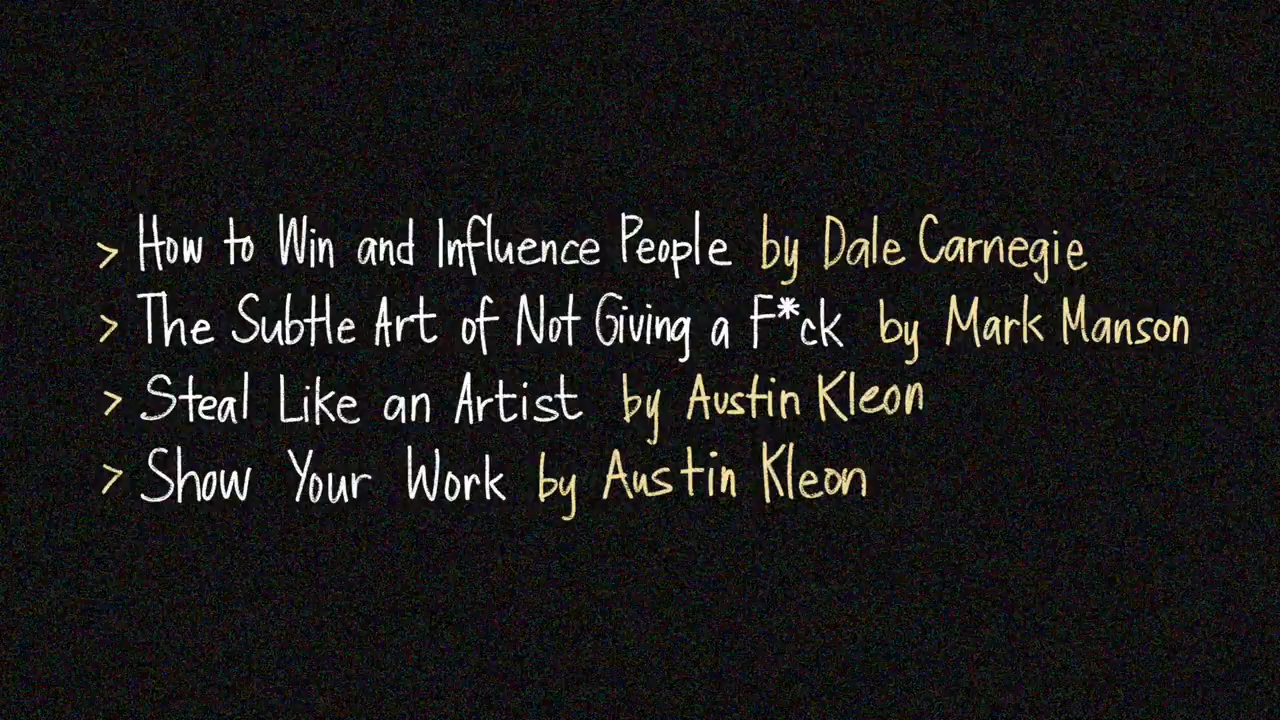 > How to Win and Influence People by Dale Carnegie
> The Subtle Art of Not Giving a F*ck by Mark Manson
> Steal Like an Artist by Austin Kleon
> Show Your Work by Austin Kleon